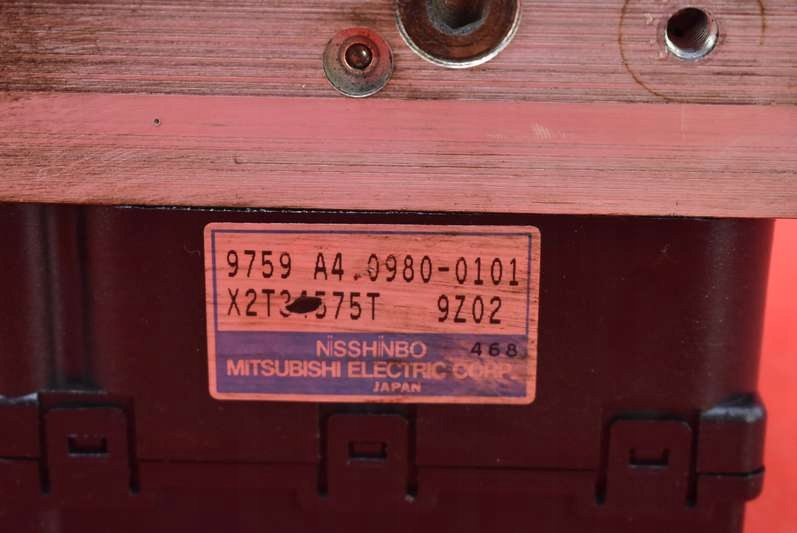 9759 A4.0980-0101
9Z02
NiSSHiNBO 468
MITSUBISHI ELECTRIC CORP.
JAPAN